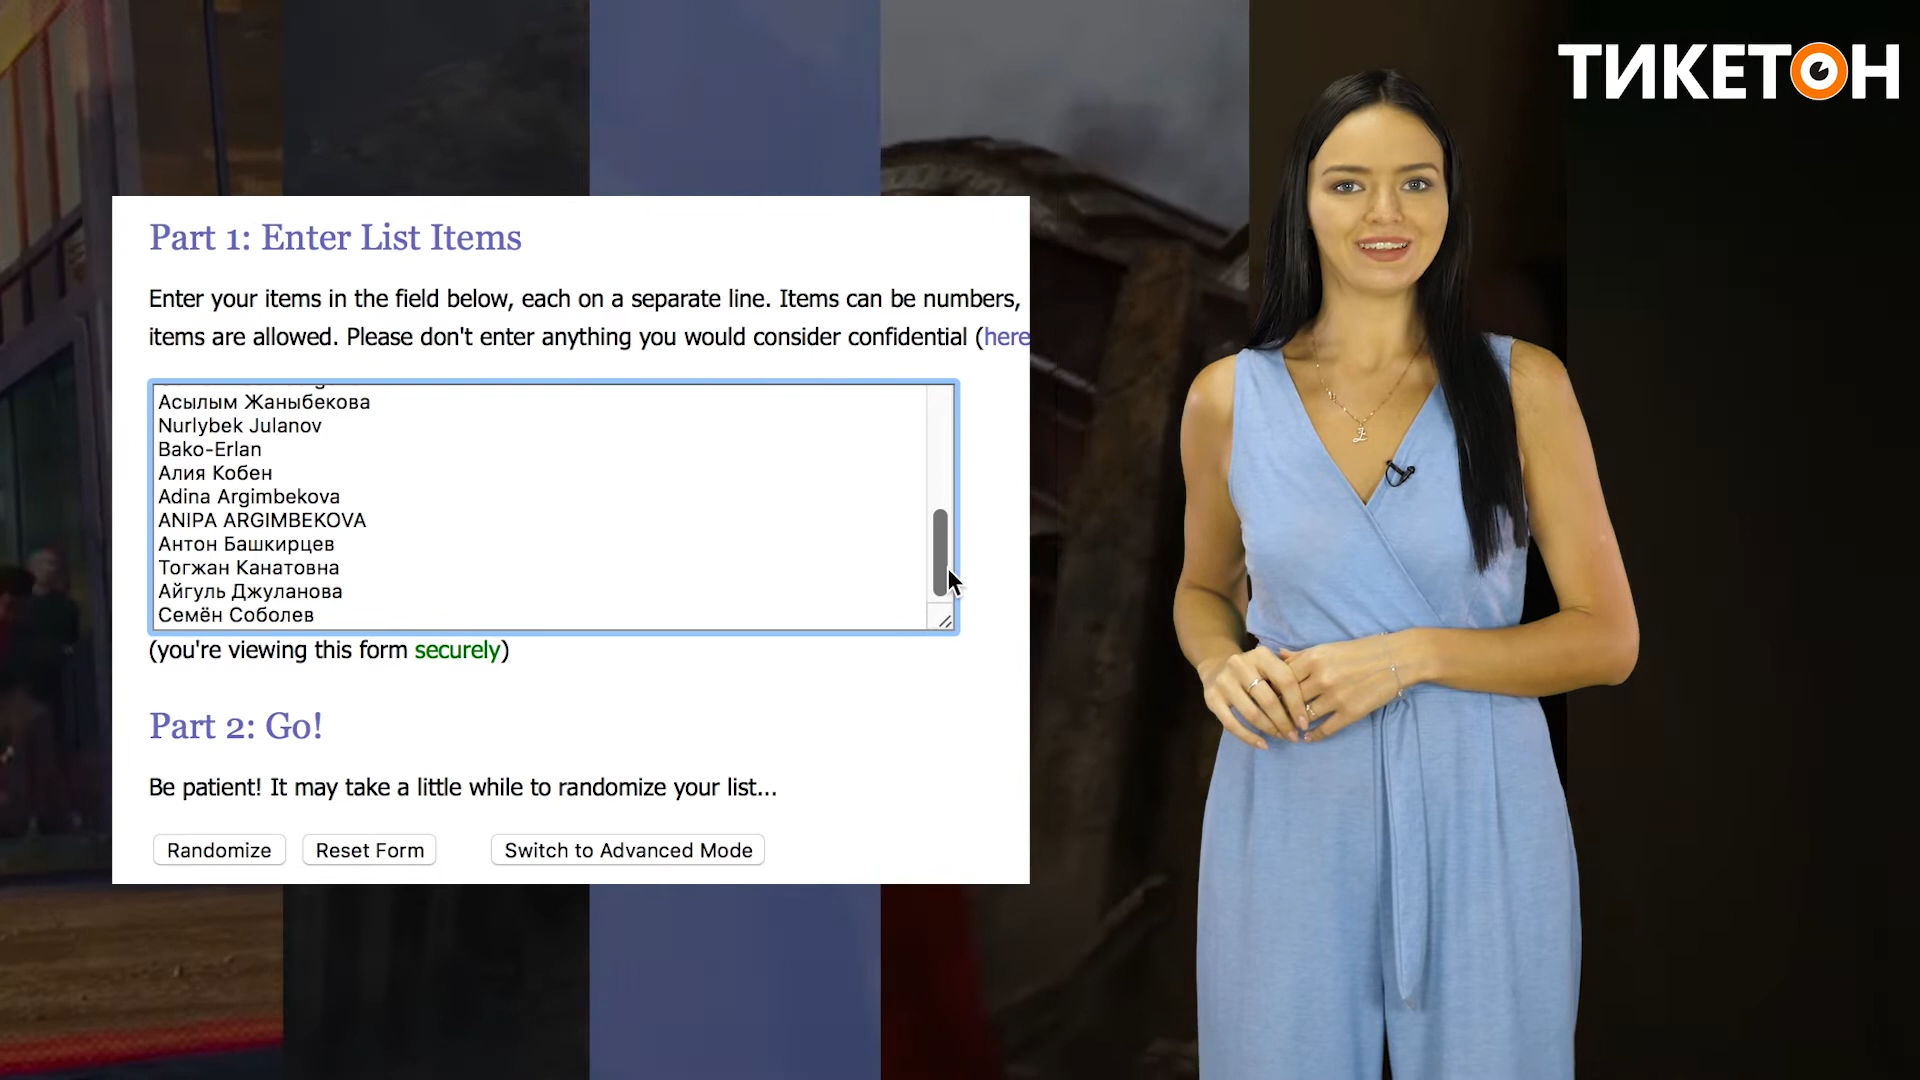 ТИКЕТОН
Part 1: Enter List Items
Enter your items in the field below, each on a separate line. Items can be numbers,
items are allowed. Please don't enter anything you would consider confidential (here
Асылым Жаныбекова
Nurlybek Julanov
Bako-Erlan
Алия Кобен
Adina Argimbekova
ANIPA ARGIMBEKOVA
Антон Башкирцев
Тогжан Канатовна
Айгуль Джуланова
Семён Соболев
(you're viewing this form securely)
Part 2: Go!
Be patient! It may take a little while to randomize your list...
Randomize Reset Form Switch to Advanced Mode